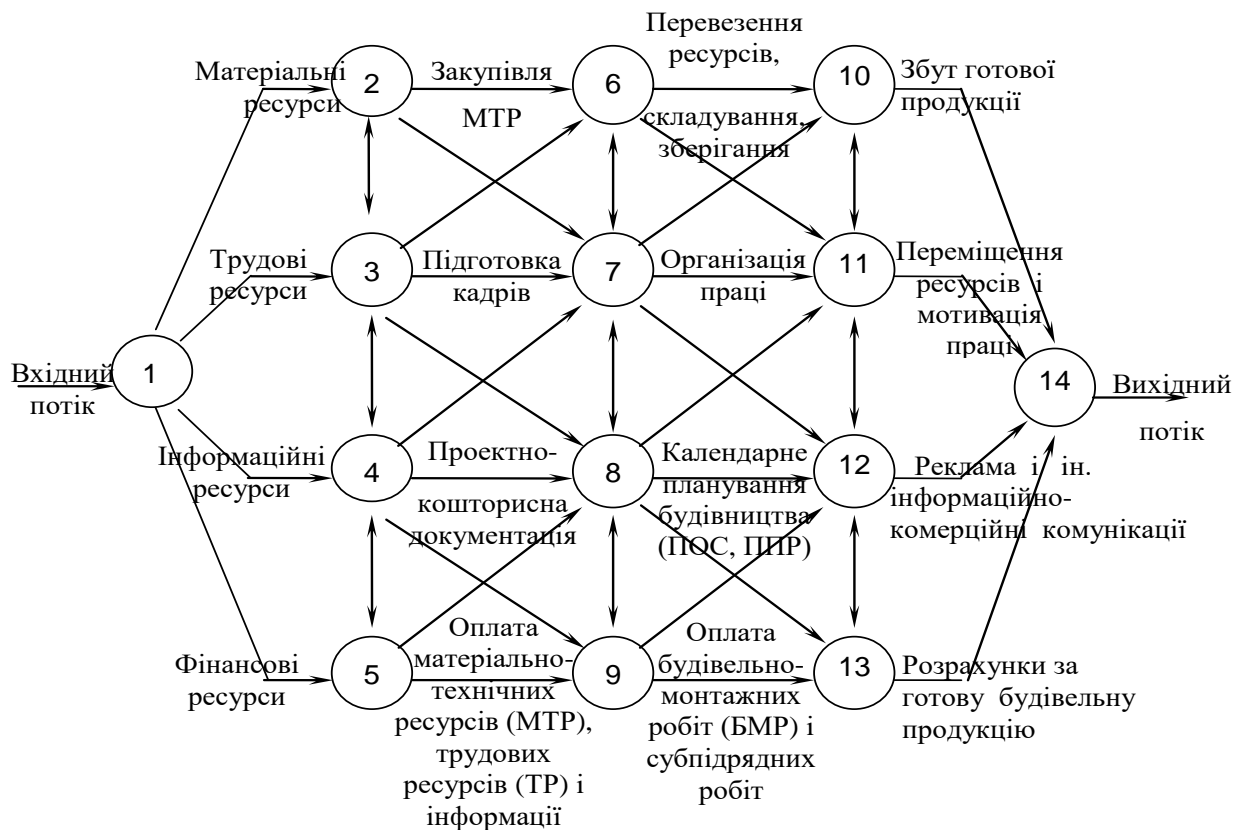 Матеріальні
ресурси
2
Закупівля
МТР
6
Перевезення
ресурсів,
складування,
зберігання
10
Збут готової
продукції
Трудові
ресурси
3
Підготовка
кадрів
7
Організація
праці
11
Переміщення
ресурсів і
мотивація
праці
Вхідний
потік
1
14
Вихідний
потік
Інформаційні
ресурси
4
Проектно-
кошторисна
документація
8
Календарне
планування
будівництва
(ПОС, ППР)
12
Реклама і ін.
інформаційно-
комерційні комунікації
Фінансові
ресурси
5
Оплата
матеріально-
технічних
ресурсів (МТР),
трудових
ресурсів (ТР) і
інформації
9
Оплата
будівельно-
монтажних
робіт (БМР) і
субпідрядних
робіт
13
Розрахунки за
готову будівельну
продукцію